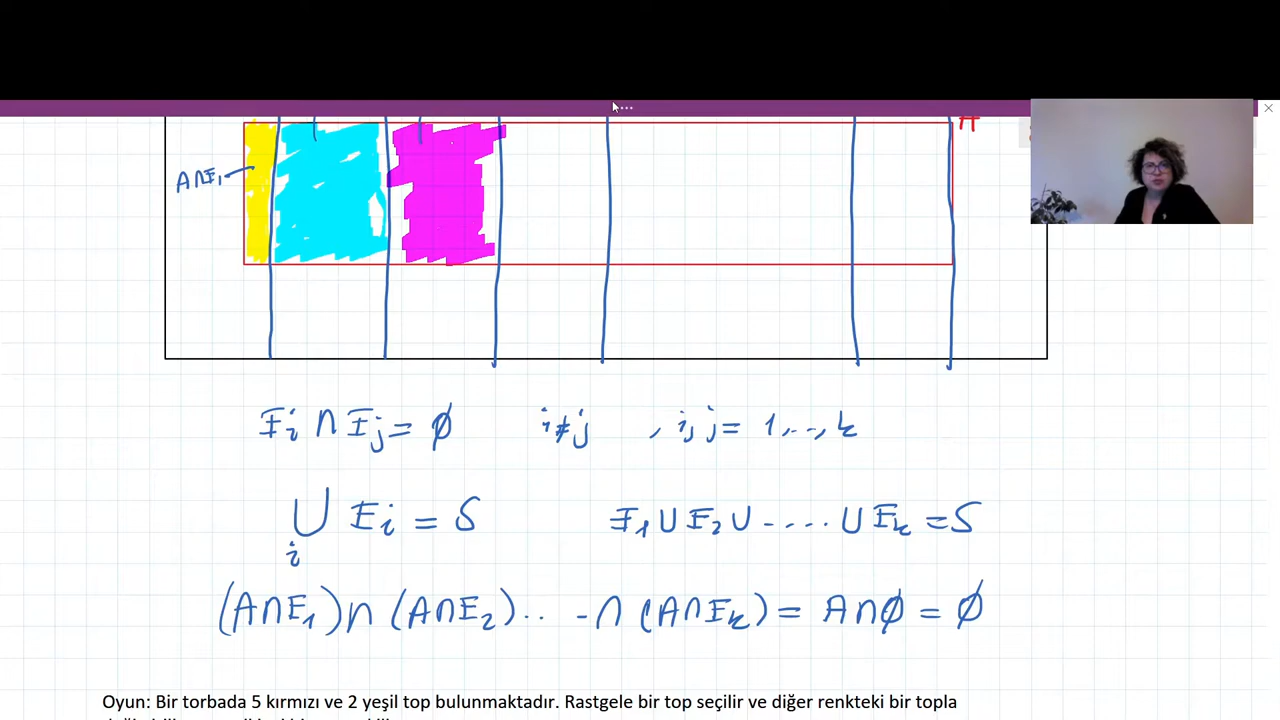 A
A∩E₁
Eᵢ ∩ Eⱼ = ∅ i≠j , i,j = 1,..,k
⋃ᵢ Eᵢ = S E₁ ∪ E₂ ∪ ..... ∪ Eₖ = S
(A∩E₁)∩(A∩E₂).. -∩(A∩Eₖ) = A∩∅ = ∅
Oyun: Bir torbada 5 kırmızı ve 2 yeşil top bulunmaktadır. Rastgele bir top seçilir ve diğer renkteki bir topla